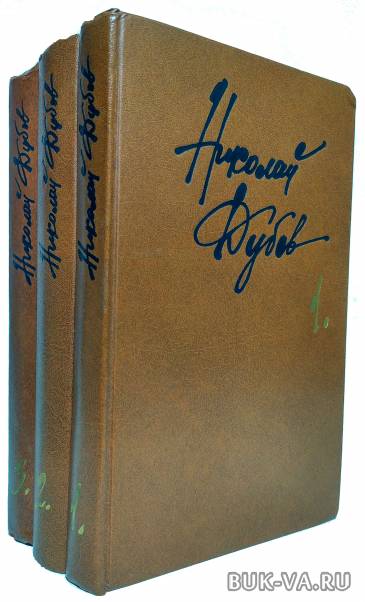 Николай Дубов
3.
Николай Дубов
2.
Николай Дубов
1.
Николай
Дубов
1.
BUK-VA.RU